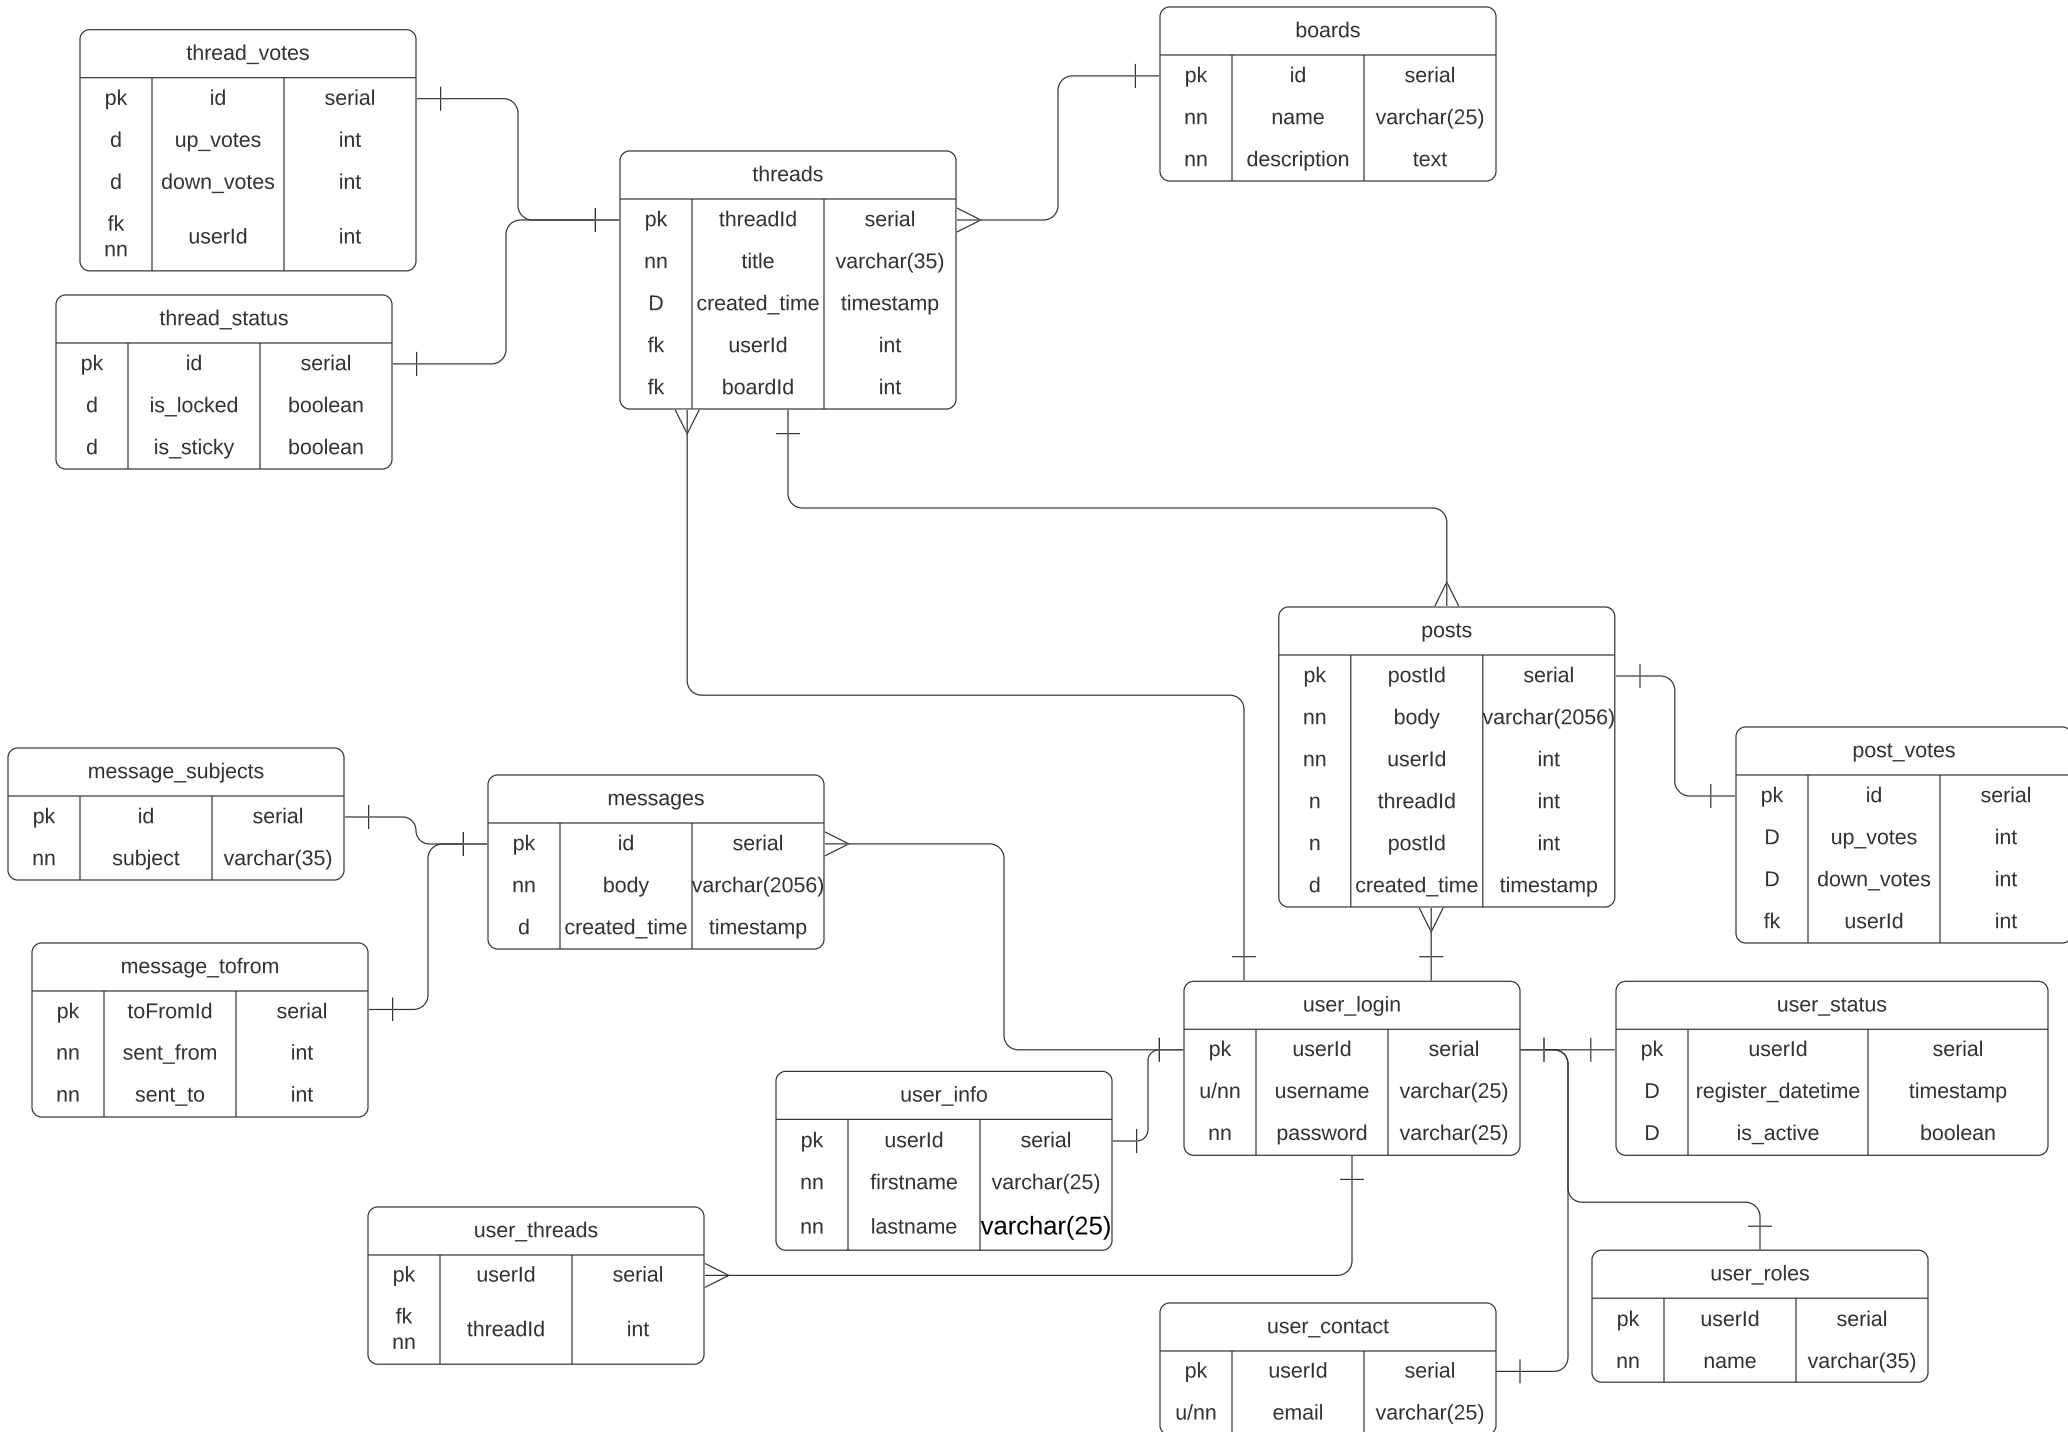 thread_votes
pk id serial
d up_votes int
d down_votes int
fk
nn userId int
boards
pk id serial
nn name varchar(25)
nn description text
threads
pk threadId serial
nn title varchar(35)
D created_time timestamp
fk userId int
fk boardId int
thread_status
pk id serial
d is_locked boolean
d is_sticky boolean
posts
pk postId serial
nn body varchar(2056)
nn userId int
n threadId int
n postId int
d created_time timestamp
post_votes
pk id serial
D up_votes int
D down_votes int
fk userId int
message_subjects
pk id serial
nn subject varchar(35)
messages
pk id serial
nn body varchar(2056)
d created_time timestamp
message_tofrom
pk toFromId serial
nn sent_from int
nn sent_to int
user_login
pk userId serial
u/nn username varchar(25)
nn password varchar(25)
user_status
pk userId serial
D register_datetime timestamp
D is_active boolean
user_info
pk userId serial
nn firstname varchar(25)
nn lastname varchar(25)
user_threads
pk userId serial
fk
nn threadId int
user_roles
pk userId serial
nn name varchar(35)
user_contact
pk userId serial
u/nn email varchar(25)